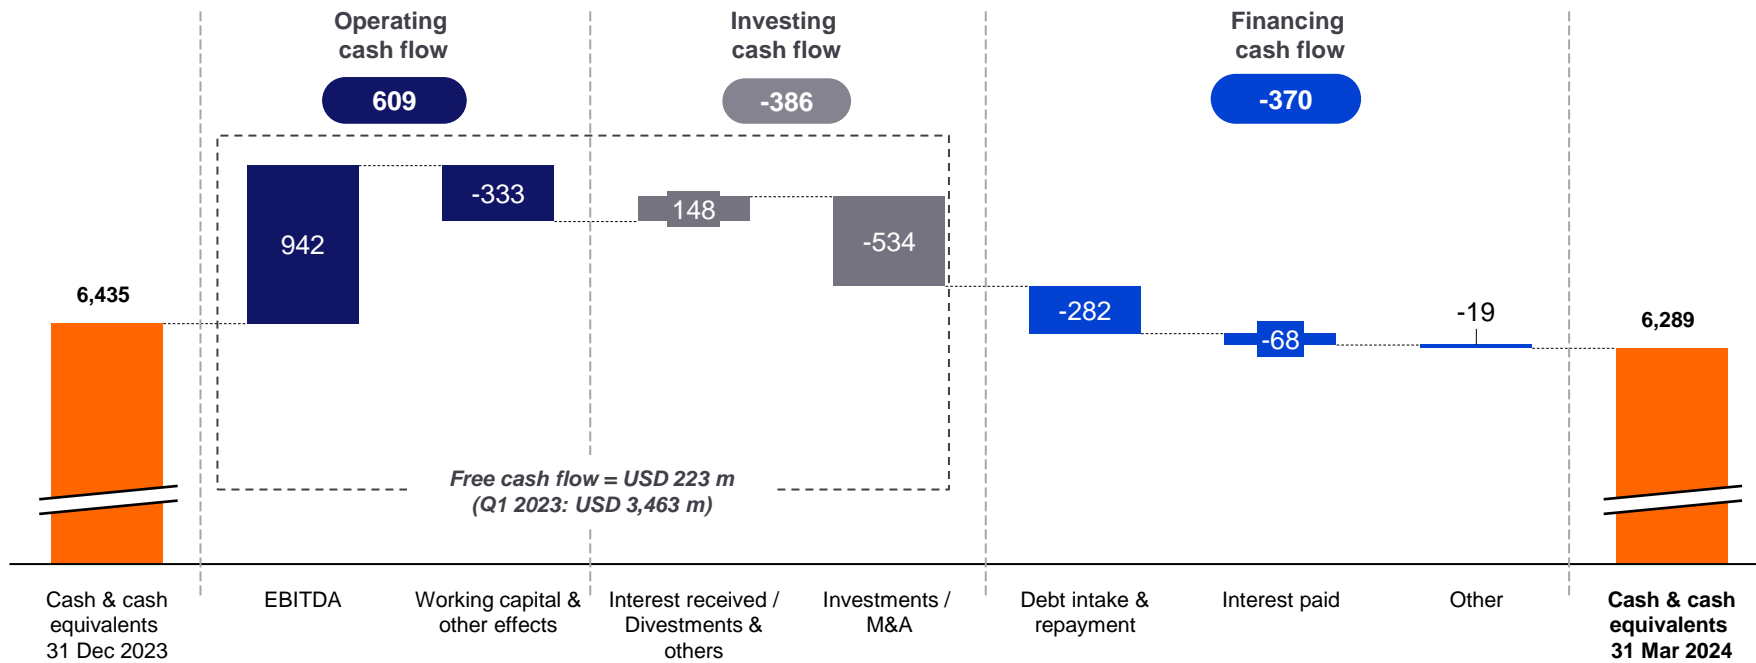 Operating
cash flow
609
Investing
cash flow
-386
Financing
cash flow
-370
6,435
942
-333
148
-534
-282
-68
-19
6,289
Free cash flow = USD 223 m
(Q1 2023: USD 3,463 m)
Cash & cash
equivalents
31 Dec 2023
EBITDA
Working capital &
other effects
Interest received /
Divestments &
others
Investments /
M&A
Debt intake &
repayment
Interest paid
Other
Cash & cash
equivalents
31 Mar 2024